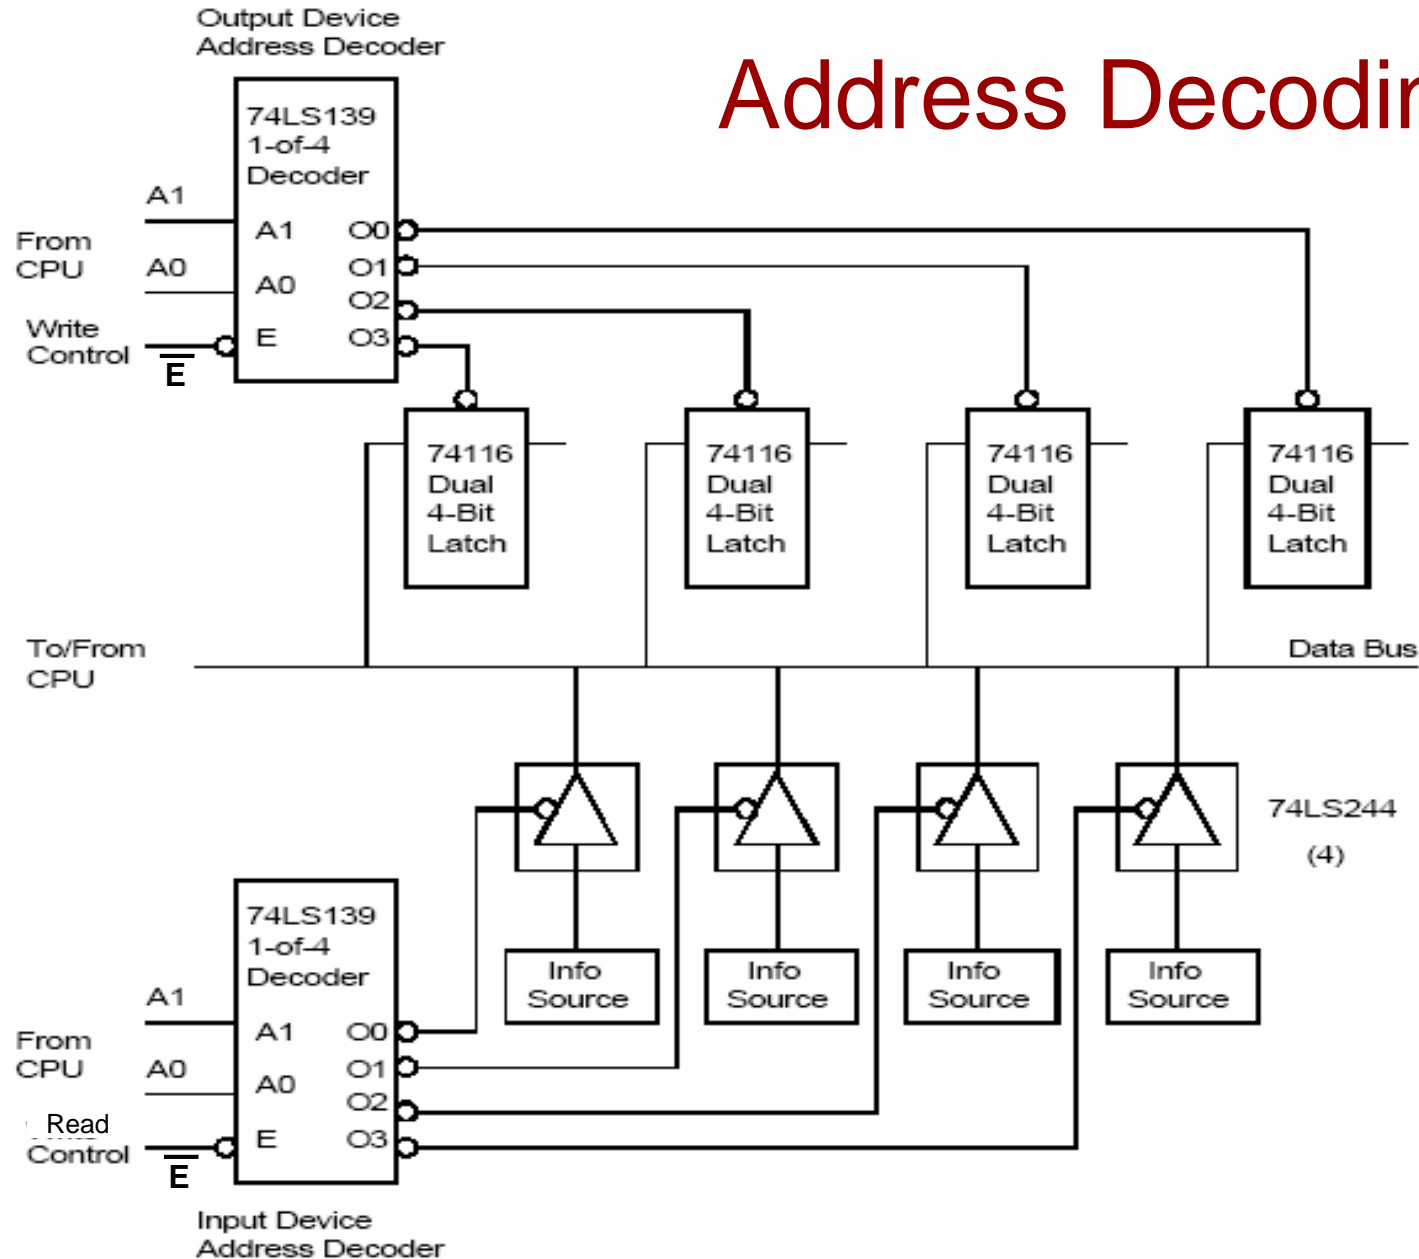 Output Device
Address Decoder
Address Decodin
74LS139
1-of-4
Decoder
A1
From
CPU
A0
Write
Control
E
A1
A0
E
O0
O1
O2
O3
74116
Dual
4-Bit
Latch
74116
Dual
4-Bit
Latch
74116
Dual
4-Bit
Latch
74116
Dual
4-Bit
Latch
To/From
CPU
Data Bus
74LS244
(4)
Info
Source
Info
Source
Info
Source
Info
Source
74LS139
1-of-4
Decoder
A1
From
CPU
A0
Read
Control
E
A1
A0
E
O0
O1
O2
O3
Input Device
Address Decoder